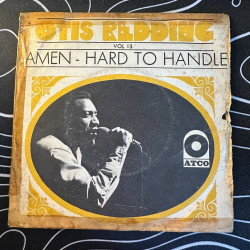 OTIS REDDING
VOL 13
AMEN - HARD TO HANDLE
ATCO